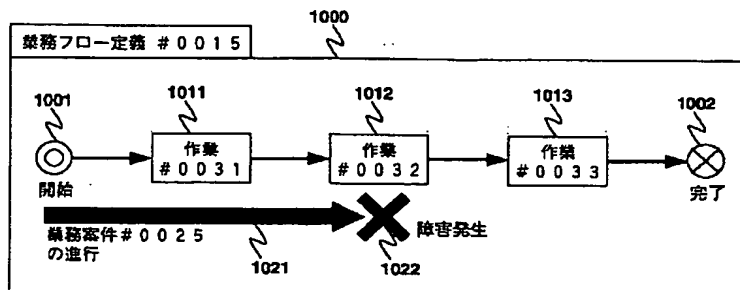 業務フロー定義 #0015
1000
1001
1011
1012
1013
1002
作業
#0031
作業
#0032
作業
#0033
開始
完了
業務案件#0025
の進行
障害発生
1021
1022